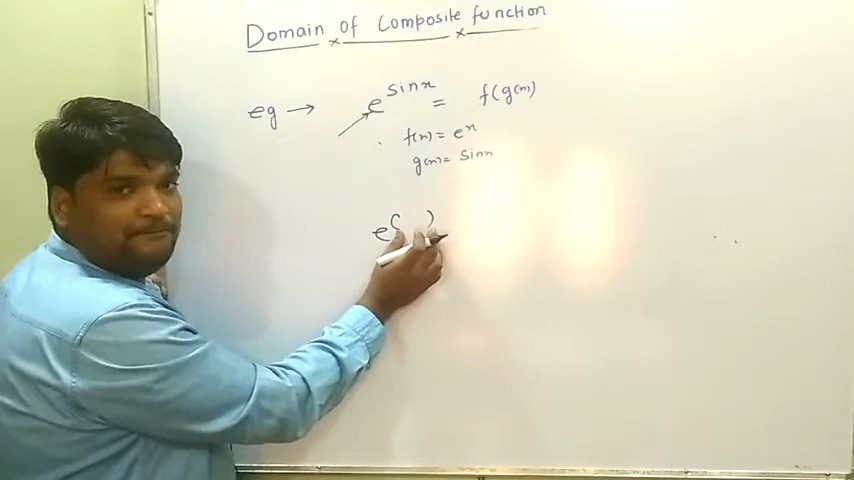 Domain of Composite function
eg → e^sinx = f(g(x))
f(x) = e^x
g(x) = sinx
e^( )